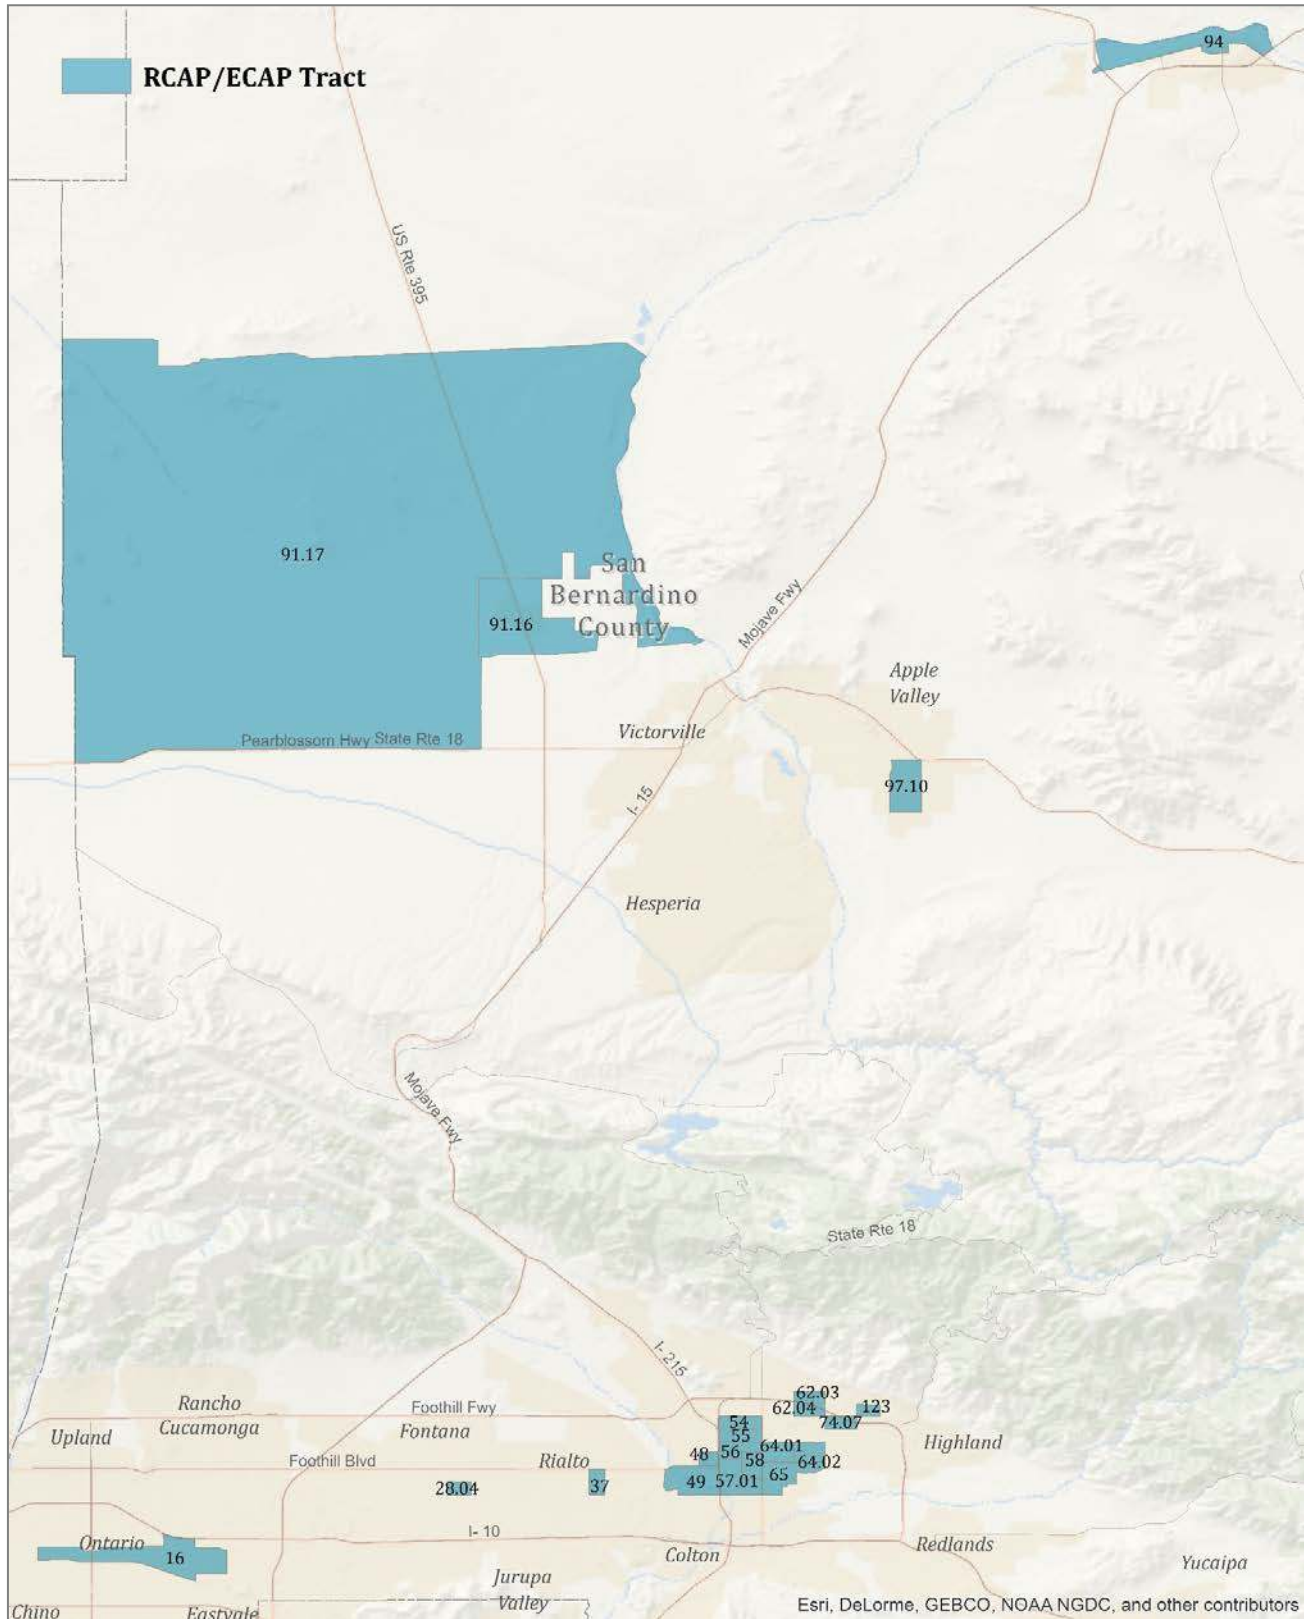 94
RCAP/ECAP Tract
US Rte 395
91.17
San
Bernardino
County
91.16
Mojave Fwy
Apple
Valley
Victorville
Pearblossom Hwy State Rte 18
97.10
I- 15
Hesperia
Mojave Fwy
State Rte 18
I-215
62.03
Rancho
Cucamonga
Foothill Fwy
62.04
123
Upland
Fontana
54
74.07
55
Highland
48
56
64.01
Foothill Blvd
Rialto
58
64.02
28.04
37
49
57.01
65
I- 10
Ontario
16
Colton
Redlands
Yucaipa
Jurupa
Valley
Chino
Eastvale
Esri, DeLorme, GEBCO, NOAA NGDC, and other contributors